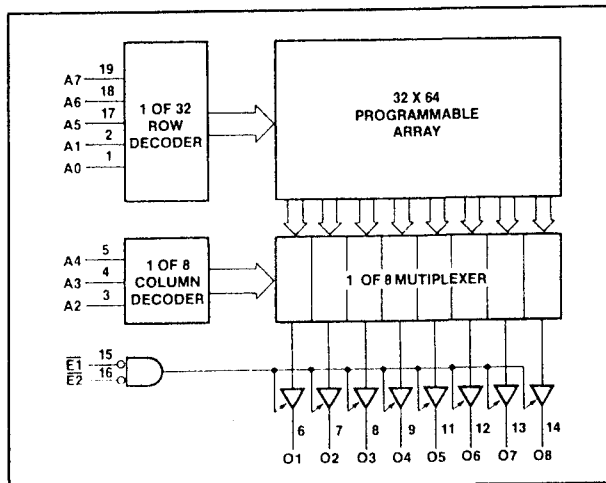 A7 19
A6 18
A5 17
A1 2
A0 1
1 OF 32
ROW
DECODER
32 X 64
PROGRAMMABLE
ARRAY
A4 5
A3 4
A2 3
1 OF 8
COLUMN
DECODER
1 OF 8 MUTIPLEXER
E1 15
E2 16
6 7 8 9 11 12 13 14
O1 O2 O3 O4 O5 O6 O7 O8